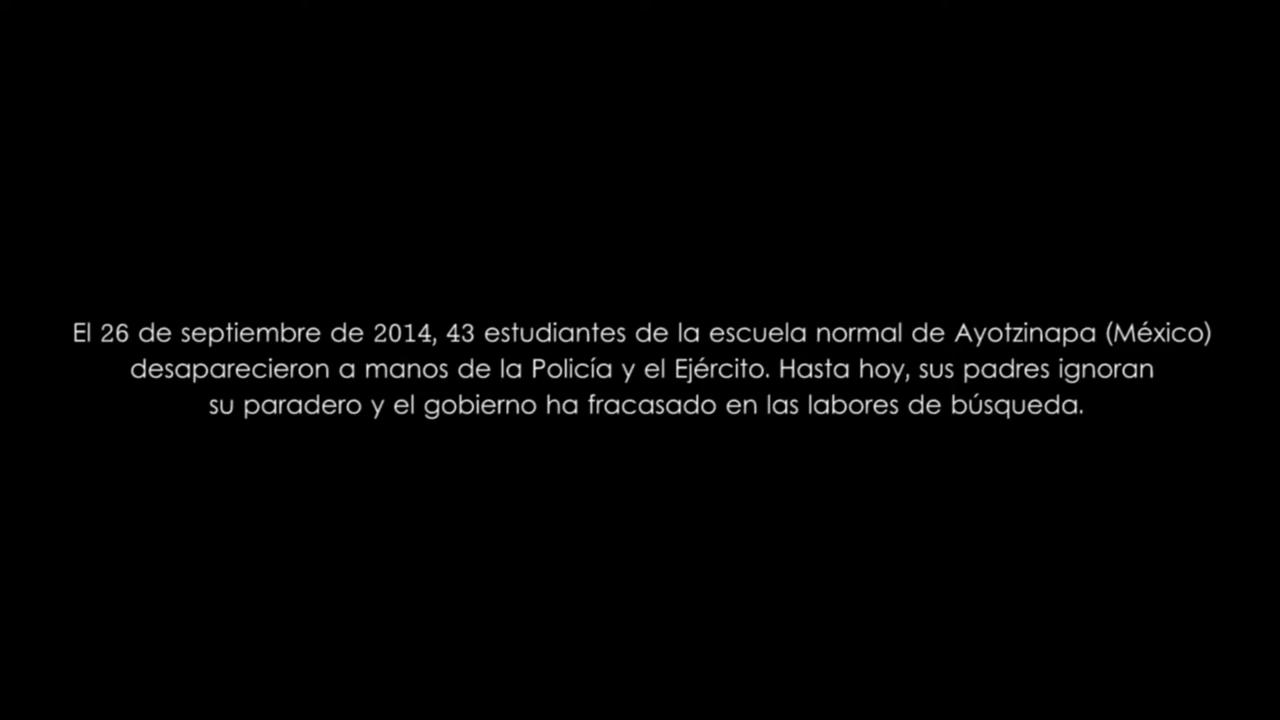 El 26 de septiembre de 2014, 43 estudiantes de la escuela normal de Ayotzinapa (México)
desaparecieron a manos de la Policía y el Ejército. Hasta hoy, sus padres ignoran
su paradero y el gobierno ha fracasado en las labores de búsqueda.